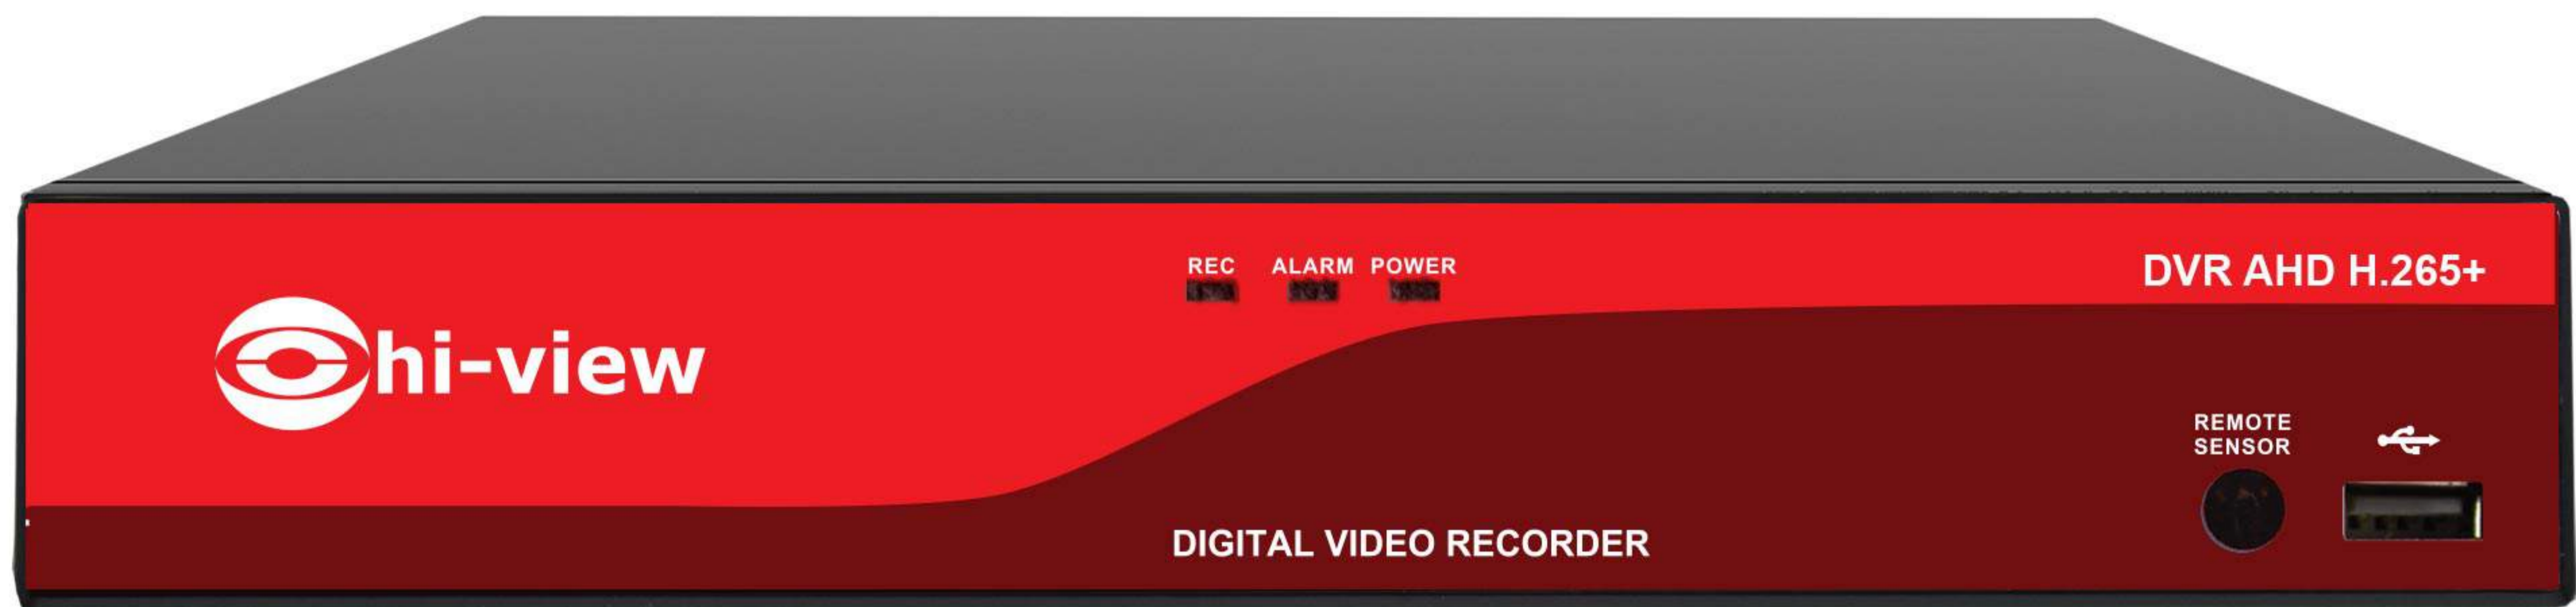 REC ALARM POWER
DVR AHD H.265+
hi-view
REMOTE
SENSOR
DIGITAL VIDEO RECORDER